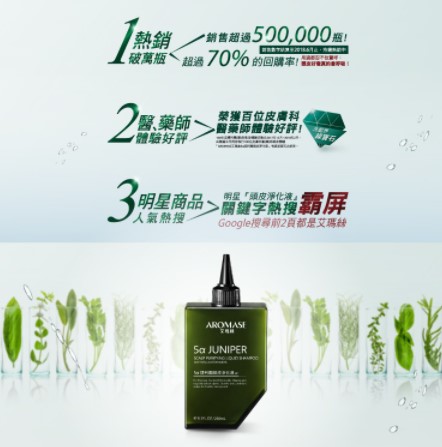 1 熱銷
破萬瓶
銷售超過500,000瓶!
超過 70% 的回購率!
2 醫、藥師
體驗好評
榮獲百位皮膚科
醫藥師體驗好評!
3 明星商品
人氣熱搜
明星「頭皮淨化液」
關鍵字熱搜霸屏
Google搜尋前2頁都是艾瑪絲
AROMASE
艾瑪絲
5α JUNIPER
SCALP PURIFYING LIQUID SHAMPOO